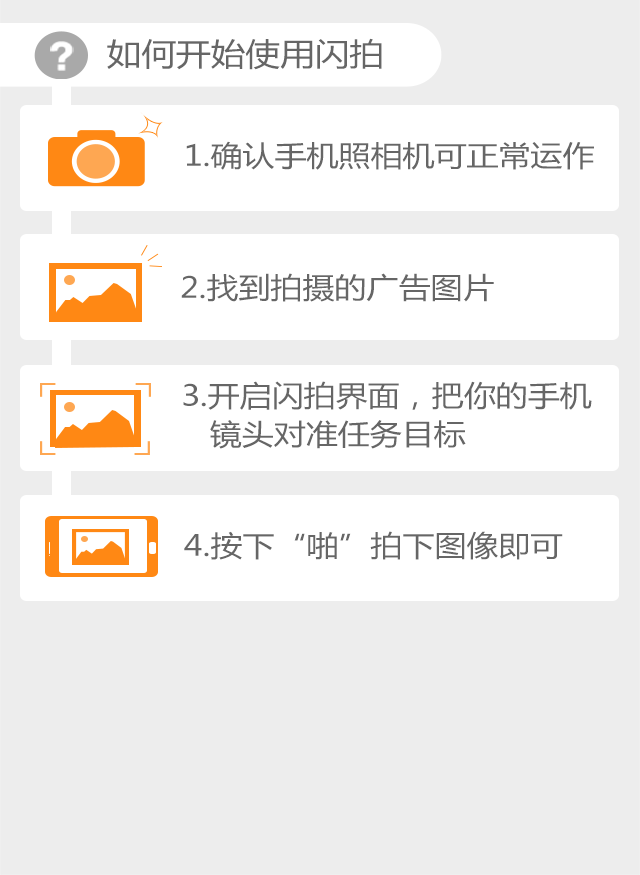 ?
如何开始使用闪拍
1.确认手机照相机可正常运作
2.找到拍摄的广告图片
3.开启闪拍界面，把你的手机
镜头对准任务目标
4.按下“啪”拍下图像即可